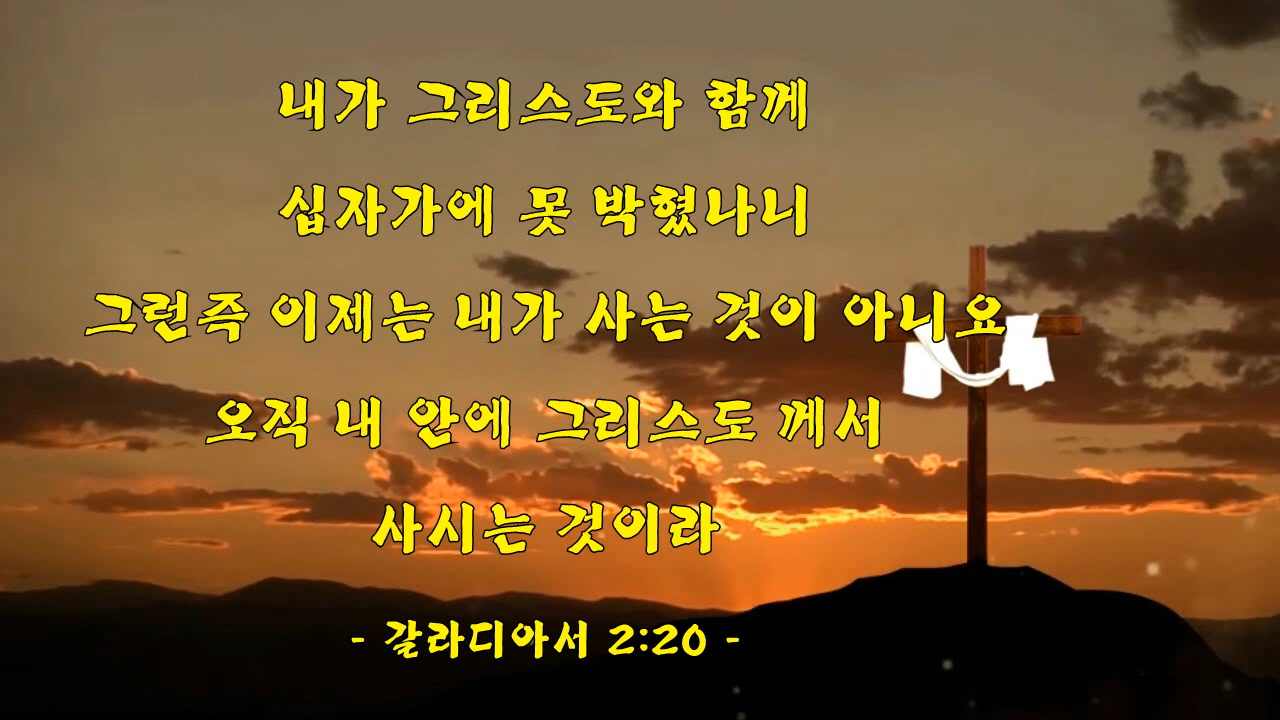 내가 그리스도와 함께
십자가에 못 박혔나니
그런즉 이제는 내가 사는 것이 아니요
오직 내 안에 그리스도 께서
사시는 것이라
- 갈라디아서 2:20 -